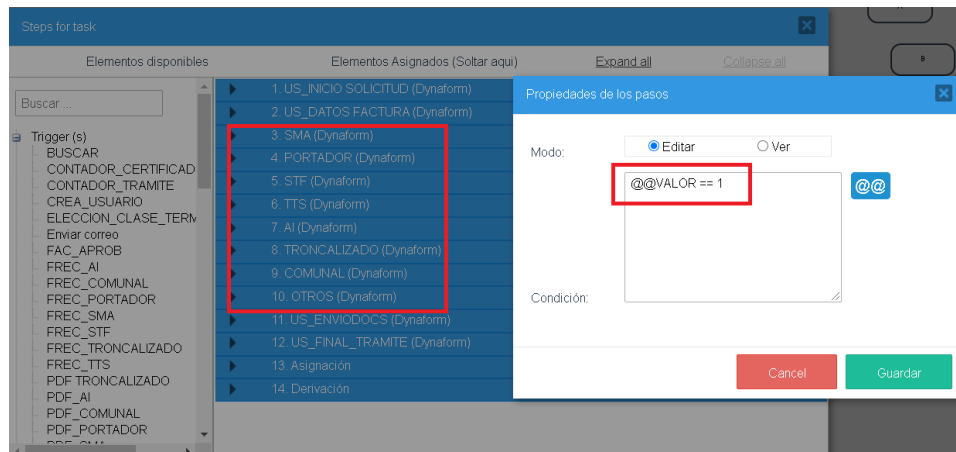 Steps for task
Elementos disponibles
Elementos Asignados (Soltar aqui)
Expand all
Collapse all
Buscar ...
Trigger (s)
BUSCAR
CONTADOR_CERTIFICAD
CONTADOR_TRAMITE
CREA_USUARIO
ELECCION_CLASE_TERM
Enviar correo
FAC_APROB
FREC_AI
FREC_COMUNAL
FREC_PORTADOR
FREC_SMA
FREC_STF
FREC_TRONCALIZADO
FREC_TTS
PDF TRONCALIZADO
PDF_AI
PDF_COMUNAL
PDF_PORTADOR
1. US_INICIO SOLICITUD (Dynaform)
2. US_DATOS FACTURA (Dynaform)
3. SMA (Dynaform)
4. PORTADOR (Dynaform)
5. STF (Dynaform)
6. TTS (Dynaform)
7. AI (Dynaform)
8. TRONCALIZADO (Dynaform)
9. COMUNAL (Dynaform)
10. OTROS (Dynaform)
11. US_ENVIODOCS (Dynaform)
12. US_FINAL_TRAMITE (Dynaform)
13. Asignación
14. Derivación
Propiedades de los pasos
Modo:
Editar
Ver
@@VALOR == 1
@@
Condición:
Cancel
Guardar